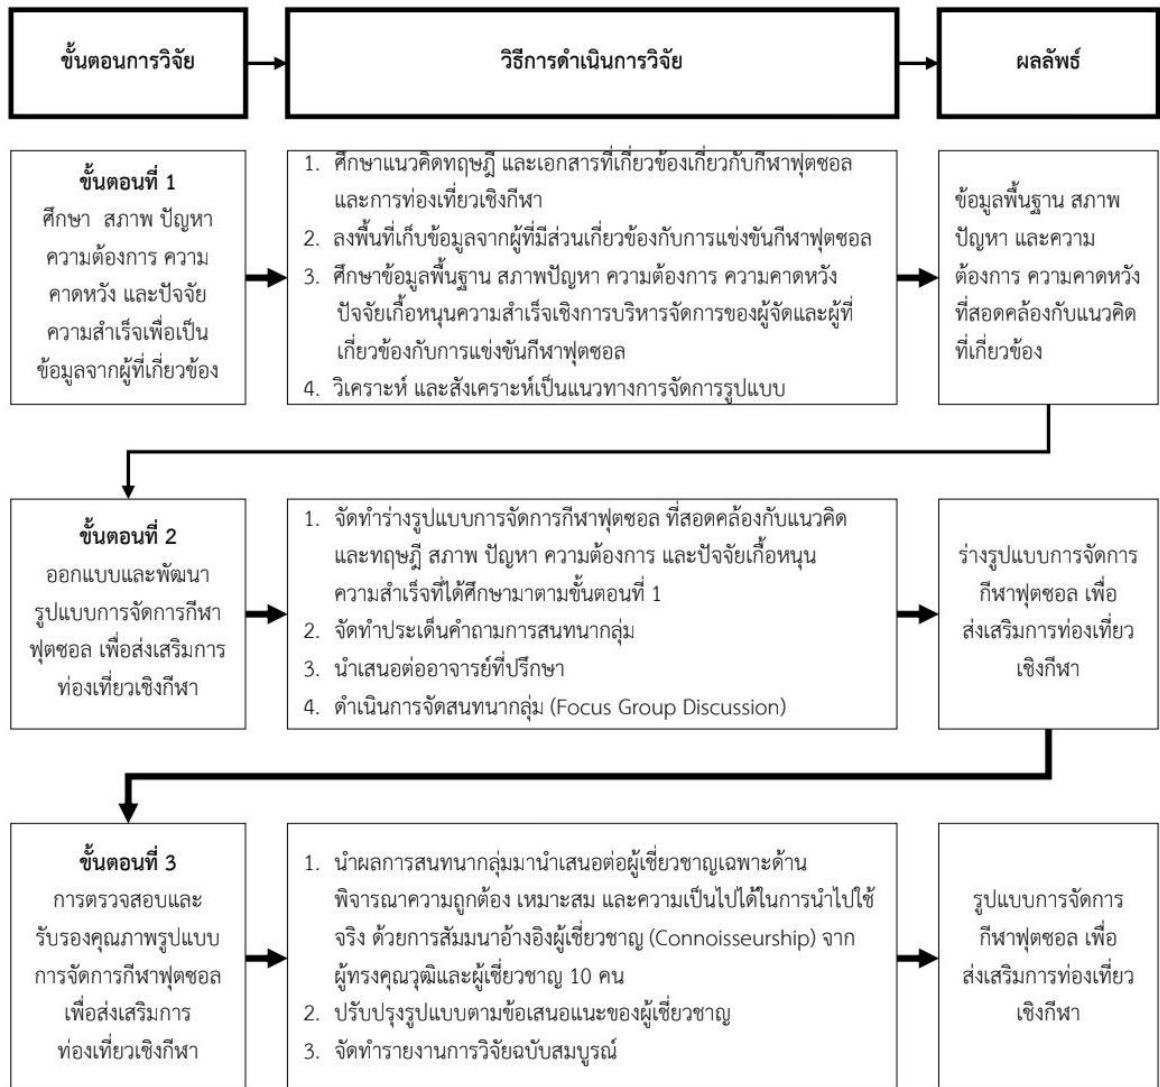 ขั้นตอนการวิจัย
วิธีการดำเนินการวิจัย
ผลลัพธ์
ขั้นตอนที่ 1
ศึกษา สภาพ ปัญหา
ความต้องการ ความ
คาดหวัง และปัจจัย
ความสำเร็จเพื่อเป็น
ข้อมูลจากผู้ที่เกี่ยวข้อง
1. ศึกษาแนวคิดทฤษฎี และเอกสารที่เกี่ยวข้องเกี่ยวกับกีฬาฟุตซอล
และการท่องเที่ยวเชิงกีฬา
2. ลงพื้นที่เก็บข้อมูลจากผู้ที่มีส่วนเกี่ยวข้องกับการแข่งขันกีฬาฟุตซอล
3. ศึกษาข้อมูลพื้นฐาน สภาพปัญหา ความต้องการ ความคาดหวัง
ปัจจัยเกื้อหนุนความสำเร็จเชิงการบริหารจัดการของผู้จัดและผู้ที่
เกี่ยวข้องกับการแข่งขันกีฬาฟุตซอล
4. วิเคราะห์ และสังเคราะห์เป็นแนวทางการจัดการรูปแบบ
ข้อมูลพื้นฐาน สภาพ
ปัญหา และความ
ต้องการ ความคาดหวัง
ที่สอดคล้องกับแนวคิด
ที่เกี่ยวข้อง
ขั้นตอนที่ 2
ออกแบบและพัฒนา
รูปแบบการจัดการกีฬา
ฟุตซอล เพื่อส่งเสริมการ
ท่องเที่ยวเชิงกีฬา
1. จัดทำร่างรูปแบบการจัดการกีฬาฟุตซอล ที่สอดคล้องกับแนวคิด
และทฤษฎี สภาพ ปัญหา ความต้องการ และปัจจัยเกื้อหนุน
ความสำเร็จที่ได้ศึกษามาตามขั้นตอนที่ 1
2. จัดทำประเด็นคำถามการสนทนากลุ่ม
3. นำเสนอต่ออาจารย์ที่ปรึกษา
4. ดำเนินการจัดสนทนากลุ่ม (Focus Group Discussion)
ร่างรูปแบบการจัดการ
กีฬาฟุตซอล เพื่อ
ส่งเสริมการท่องเที่ยว
เชิงกีฬา
ขั้นตอนที่ 3
การตรวจสอบและ
รับรองคุณภาพรูปแบบ
การจัดการกีฬาฟุตซอล
เพื่อส่งเสริมการ
ท่องเที่ยวเชิงกีฬา
1. นำผลการสนทนากลุ่มมานำเสนอต่อผู้เชี่ยวชาญเฉพาะด้าน
พิจารณาความถูกต้อง เหมาะสม และความเป็นไปได้ในการนำไปใช้
จริง ด้วยการสัมมนาอ้างอิงผู้เชี่ยวชาญ (Connoisseurship) จาก
ผู้ทรงคุณวุฒิและผู้เชี่ยวชาญ 10 คน
2. ปรับปรุงรูปแบบตามข้อเสนอแนะของผู้เชี่ยวชาญ
3. จัดทำรายงานการวิจัยฉบับสมบูรณ์
รูปแบบการจัดการ
กีฬาฟุตซอล เพื่อ
ส่งเสริมการท่องเที่ยว
เชิงกีฬา